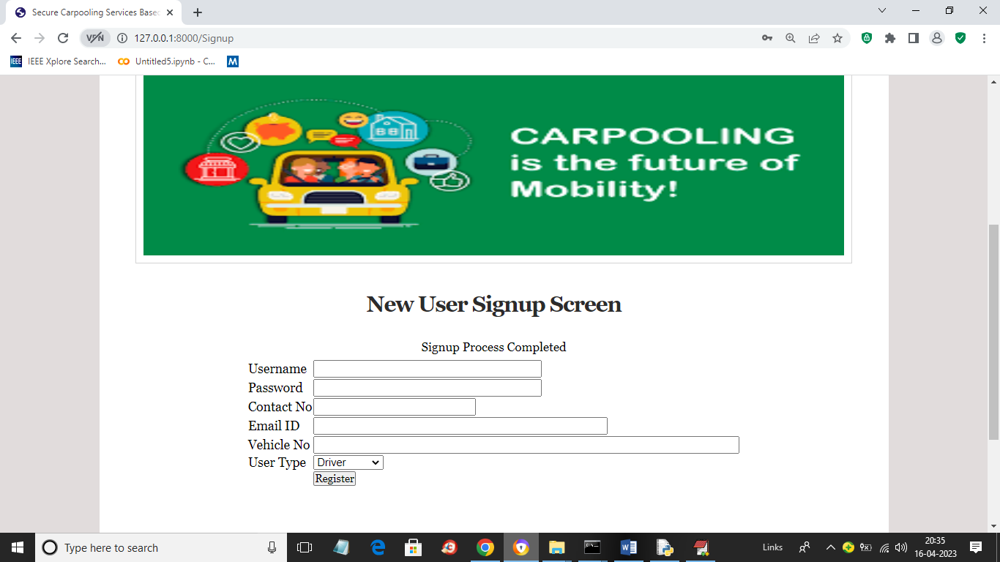 Secure Carpooling Services Based
VPN
127.0.0.1:8000/Signup
IEEE
IEEE Xplore Search...
Untitled5.ipynb - C...
M
CARPOOLING
is the future of
Mobility!
New User Signup Screen
Signup Process Completed
Username
Password
Contact No
Email ID
Vehicle No
User Type
Driver
Register
Type here to search
Links
20:35
16-04-2023